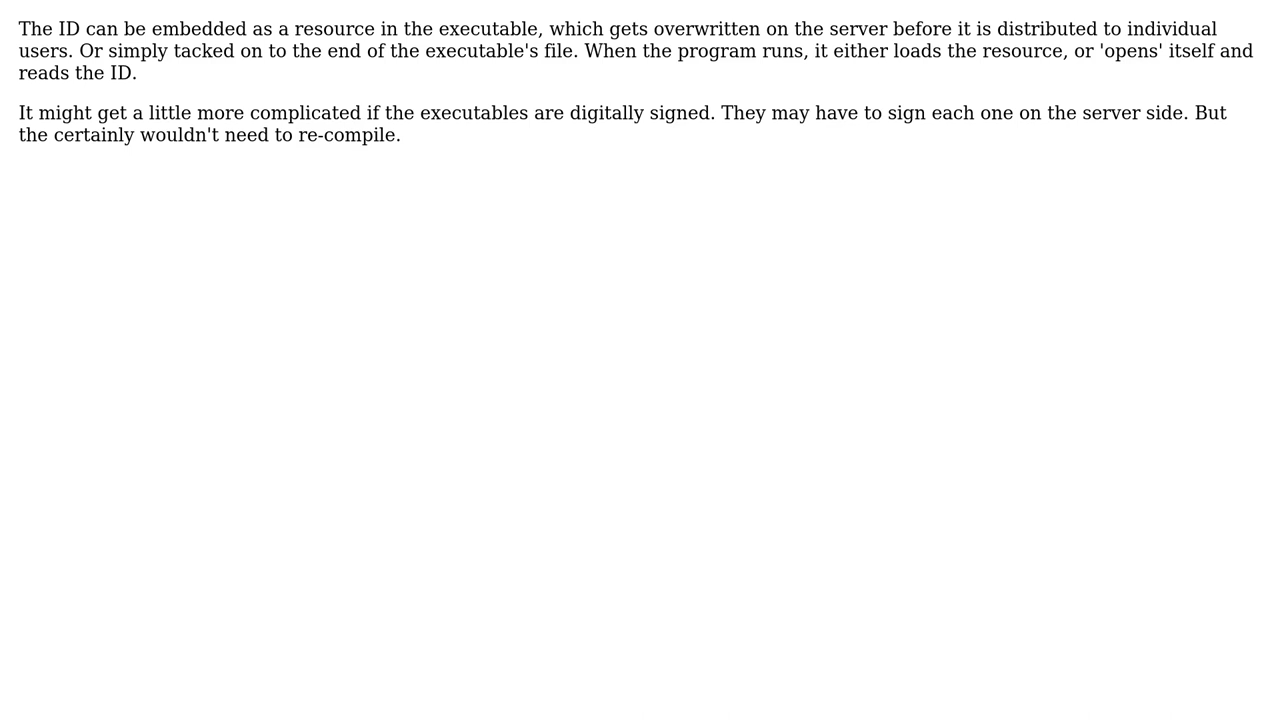 The ID can be embedded as a resource in the executable, which gets overwritten on the server before it is distributed to individual
users. Or simply tacked on to the end of the executable's file. When the program runs, it either loads the resource, or 'opens' itself and
reads the ID.
It might get a little more complicated if the executables are digitally signed. They may have to sign each one on the server side. But
the certainly wouldn't need to re-compile.